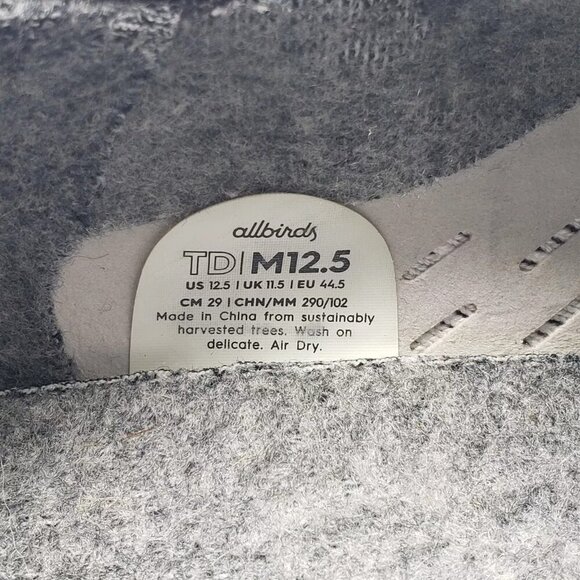 allbirds
TD|M12.5
US 12.5 | UK 11.5 | EU 44.5
CM 29 | CHN/MM 290/102
Made in China from sustainably
harvested trees. Wash on
delicate. Air Dry.